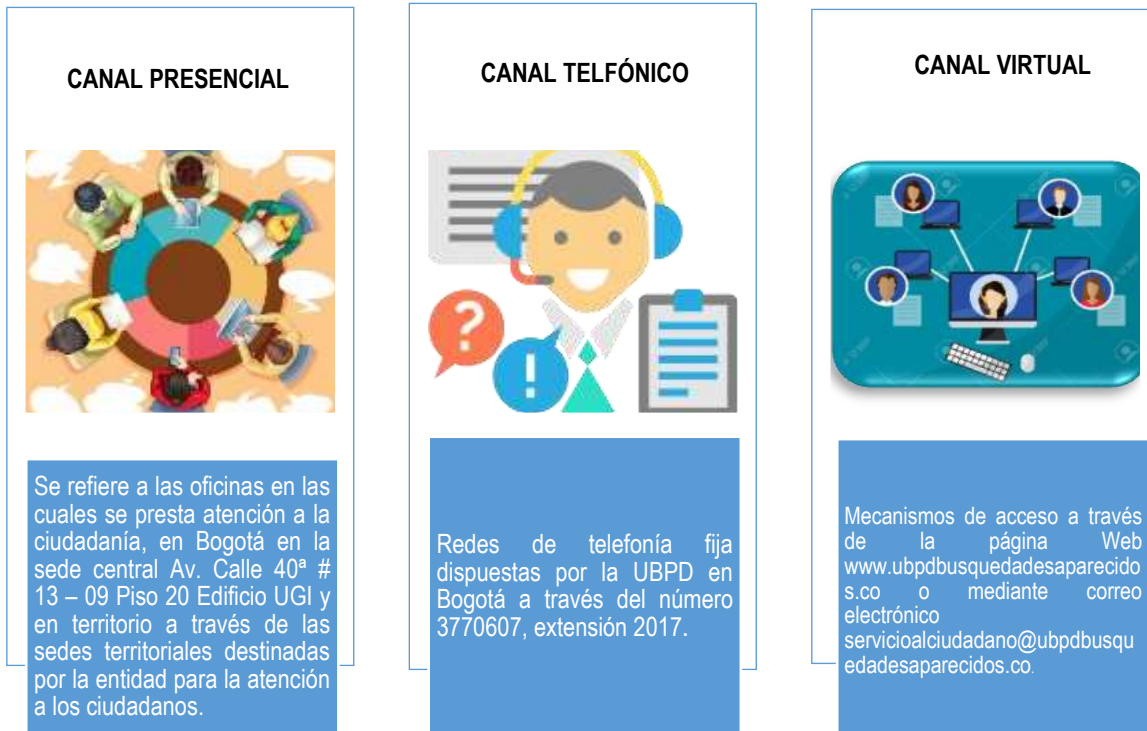 CANAL PRESENCIAL
Se refiere a las oficinas en las
cuales se presta atención a la
ciudadanía, en Bogotá en la
sede central Av. Calle 40ª #
13 – 09 Piso 20 Edificio UGI y
en territorio a través de las
sedes territoriales destinadas
por la entidad para la atención
a los ciudadanos.
CANAL TELFÓNICO
?
!
Redes de telefonía fija
dispuestas por la UBPD en
Bogotá a través del número
3770607, extensión 2017.
CANAL VIRTUAL
Mecanismos de acceso a través
de la página Web
www.ubpdbusquedadesaparecido
s.co o mediante correo
electrónico
servicioalciudadano@ubpdbusqu
edadesaparecidos.co.